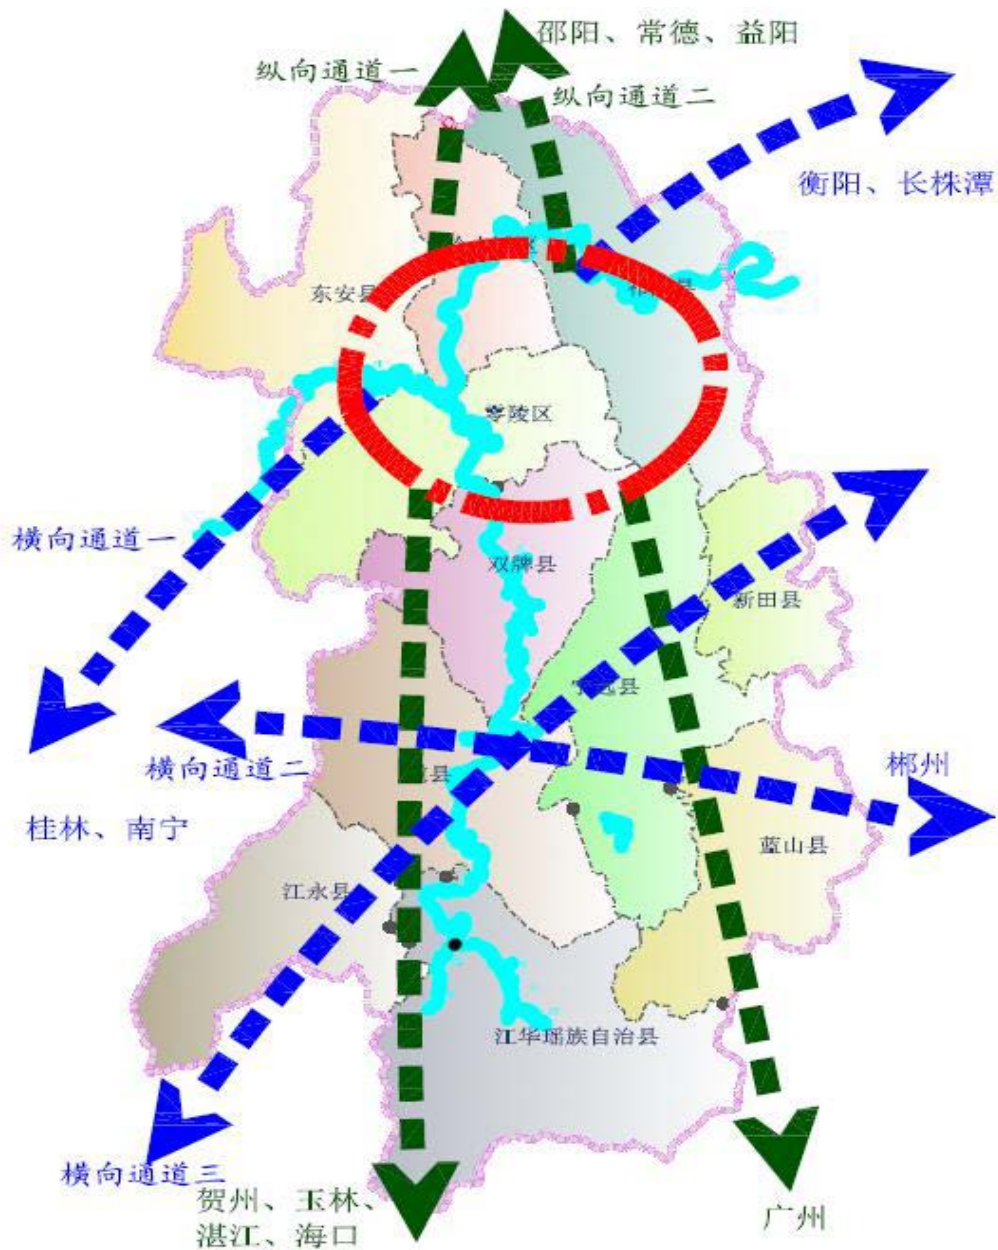 邵阳、常德、益阳
纵向通道一
纵向通道二
衡阳、长株潭
东安县
零陵区
横向通道一
双牌县
新田县
宁远县
横向通道二
郴州
桂林、南宁
蓝山县
江永县
江华瑶族自治县
横向通道三
贺州、玉林、
湛江、海口
广州